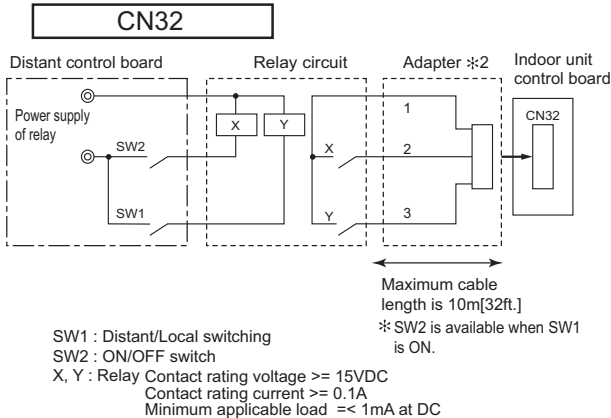 CN32
Distant control board
Relay circuit
Adapter ✻2
Indoor unit
control board
Power supply
of relay
X
Y
1
CN32
SW2
X
2
SW1
Y
3
Maximum cable
length is 10m[32ft.]
✻ SW2 is available when SW1
is ON.
SW1 : Distant/Local switching
SW2 : ON/OFF switch
X, Y : Relay Contact rating voltage >= 15VDC
Contact rating current >= 0.1A
Minimum applicable load =< 1mA at DC